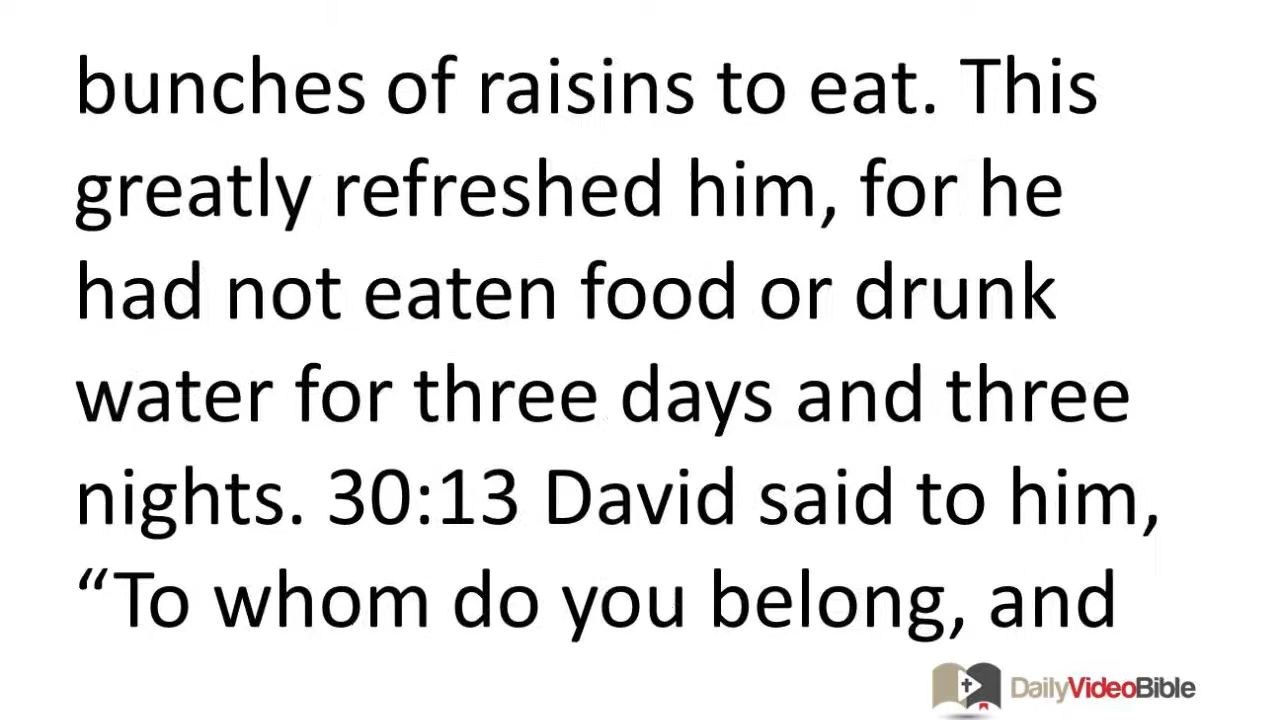 bunches of raisins to eat. This
greatly refreshed him, for he
had not eaten food or drunk
water for three days and three
nights. 30:13 David said to him,
“To whom do you belong, and
DailyVideoBible